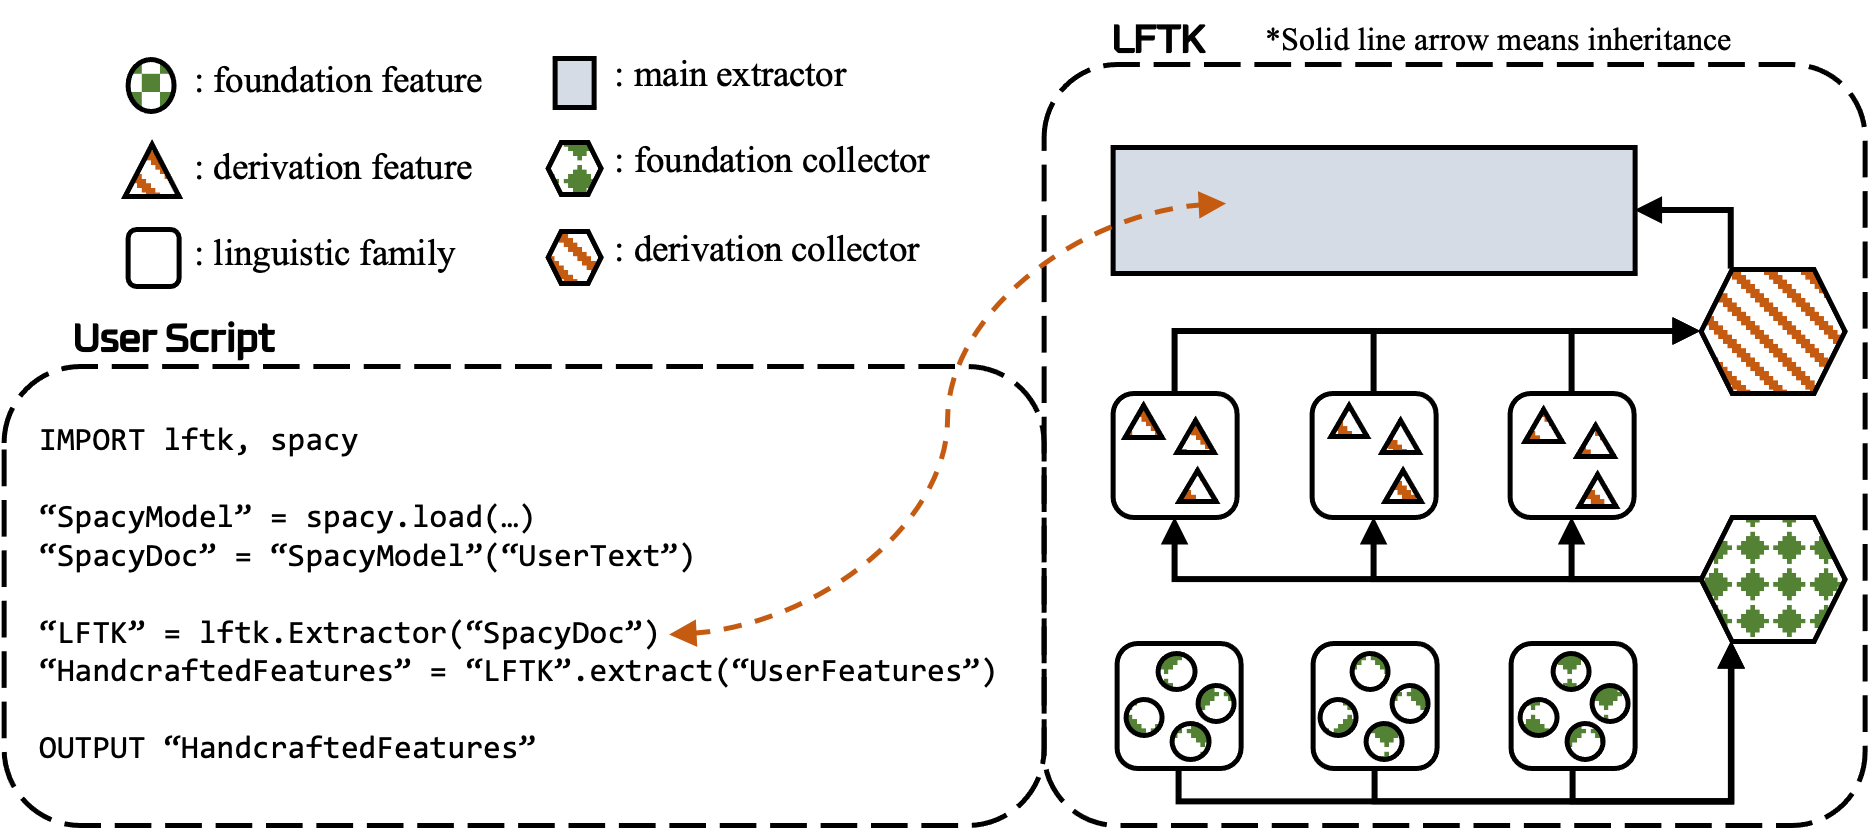 LFTK
*Solid line arrow means inheritance
: foundation feature
: main extractor
: derivation feature
: foundation collector
: linguistic family
: derivation collector
User Script
IMPORT lftk, spacy
“SpacyModel” = spacy.load(…)
“SpacyDoc” = “SpacyModel”(“UserText”)
“LFTK” = lftk.Extractor(“SpacyDoc”)
“HandcraftedFeatures” = “LFTK”.extract(“UserFeatures”)
OUTPUT “HandcraftedFeatures”